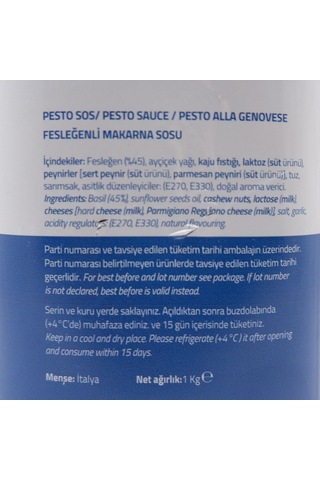 PESTO SOS/ PESTO SAUCE / PESTO ALLA GENOVESE
FESLEĞENLİ MAKARNA SOSU
İçindekiler: Fesleğen (%45), ayçiçek yağı, kaju fıstığı, laktoz (süt ürünü),
peynirler [sert peynir (süt ürünü), parmesan peyniri (süt ürünü)], tuz,
sarımsak, asitlik düzenleyiciler: (E270, E330), doğal aroma verici.
Ingredients: Basil (45%), sunflower seeds oil, cashew nuts, lactose (milk)
cheeses [hard cheese (milk), Parmigiano Reggiano cheese (milk)], salt, garlic,
acidity regulators (E270, E330), natural flavouring.
Parti numarası ve tavsiye edilen tüketim tarihi ambalajın üzerindedir.
Parti numarası belirtilmeyen ürünlerde tavsiye edilen tüketim tarihi
geçerlidir. For best before and lot number see package. If lot number
is not declared, best before is valid instead.
Serin ve kuru yerde saklayınız. Açıldıktan sonra buzdolabında
(+4°C'de) muhafaza ediniz. ve 15 gün içerisinde tüketiniz.
Keep in a cool and dry place. Please refrigerate (+4°C) it after opening
and consume within 15 days.
Menşe: İtalya Net ağırlık: 1 Kg ℮